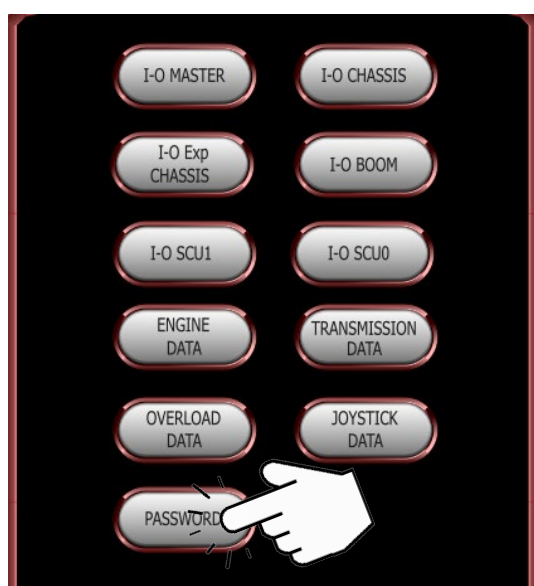 I-O MASTER
I-O CHASSIS
I-O Exp
CHASSIS
I-O BOOM
I-O SCU1
I-O SCU0
ENGINE
DATA
TRANSMISSION
DATA
OVERLOAD
DATA
JOYSTICK
DATA
PASSWORD